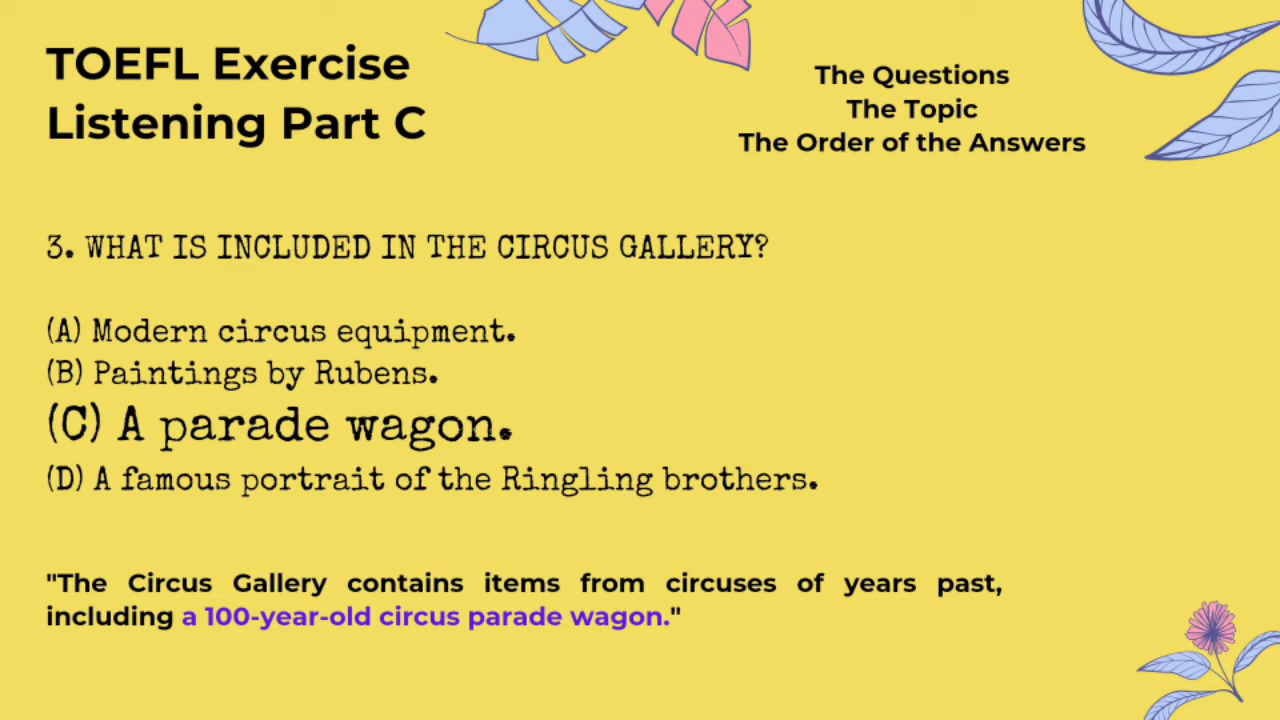 TOEFL Exercise
Listening Part C
The Questions
The Topic
The Order of the Answers
3. WHAT IS INCLUDED IN THE CIRCUS GALLERY?
(A) Modern circus equipment.
(B) Paintings by Rubens.
(C) A parade wagon.
(D) A famous portrait of the Ringling brothers.
"The Circus Gallery contains items from circuses of years past,
including a 100-year-old circus parade wagon."